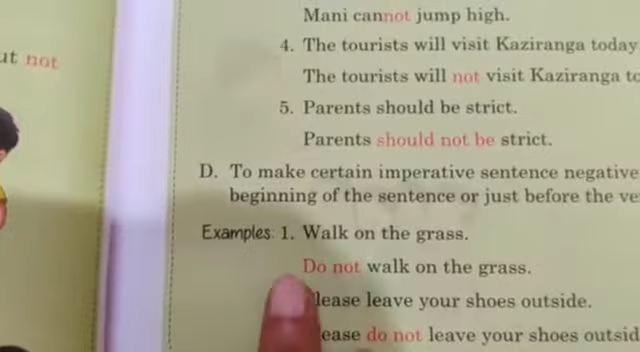 not
Mani cannot jump high.
4. The tourists will visit Kaziranga today
The tourists will not visit Kaziranga
5. Parents should be strict.
Parents should not be strict.
D. To make certain imperative sentence negative
beginning of the sentence or just before the
Examples: 1. Walk on the grass.
Do not walk on the grass.
lease leave your shoes outside.
ease do not leave your shoes outsid